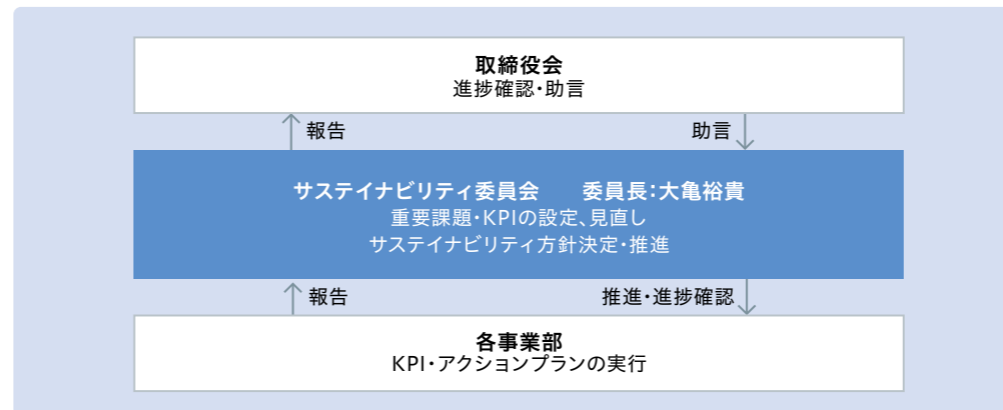 取締役会
進捗確認・助言
報告
助言
サステイナビリティ委員会　　委員長：大亀裕貴
重要課題・KPIの設定、見直し
サステイナビリティ方針決定・推進
報告
推進・進捗確認
各事業部
KPI・アクションプランの実行